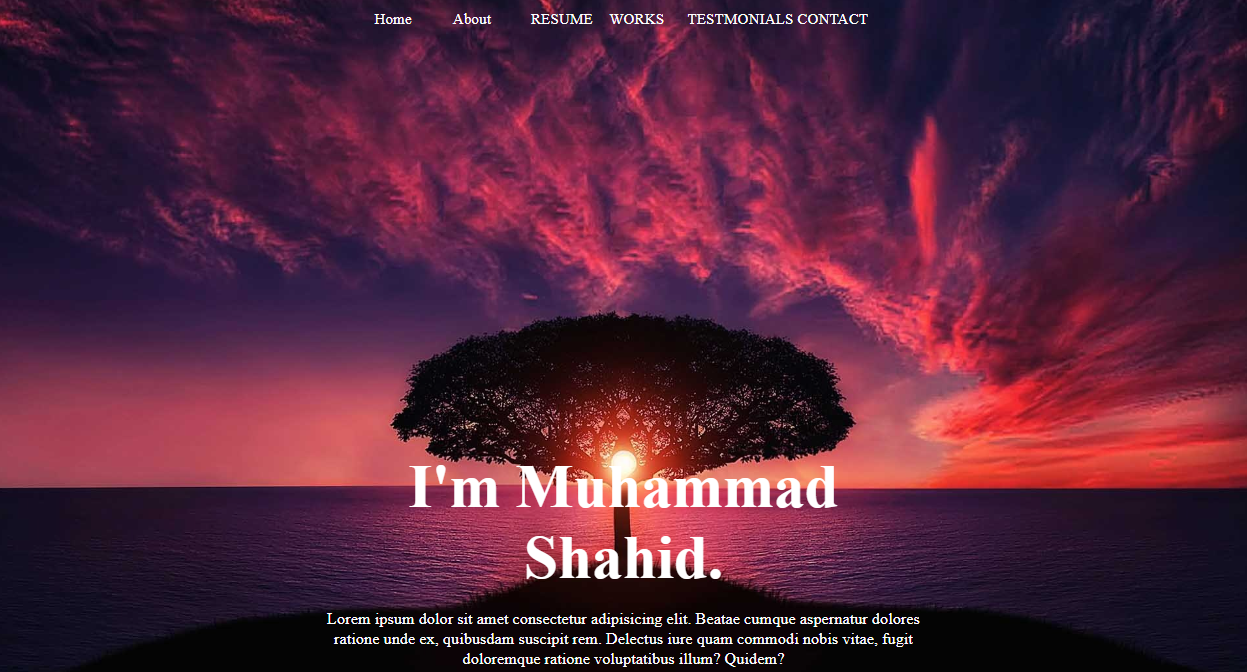 Home About RESUME WORKS TESTMONIALS CONTACT
I'm Muhammad
Shahid.
Lorem ipsum dolor sit amet consectetur adipisicing elit. Beatae cumque aspernatur dolores
ratione unde ex, quibusdam suscipit rem. Delectus iure quam commodi nobis vitae, fugit
doloremque ratione voluptatibus illum? Quidem?